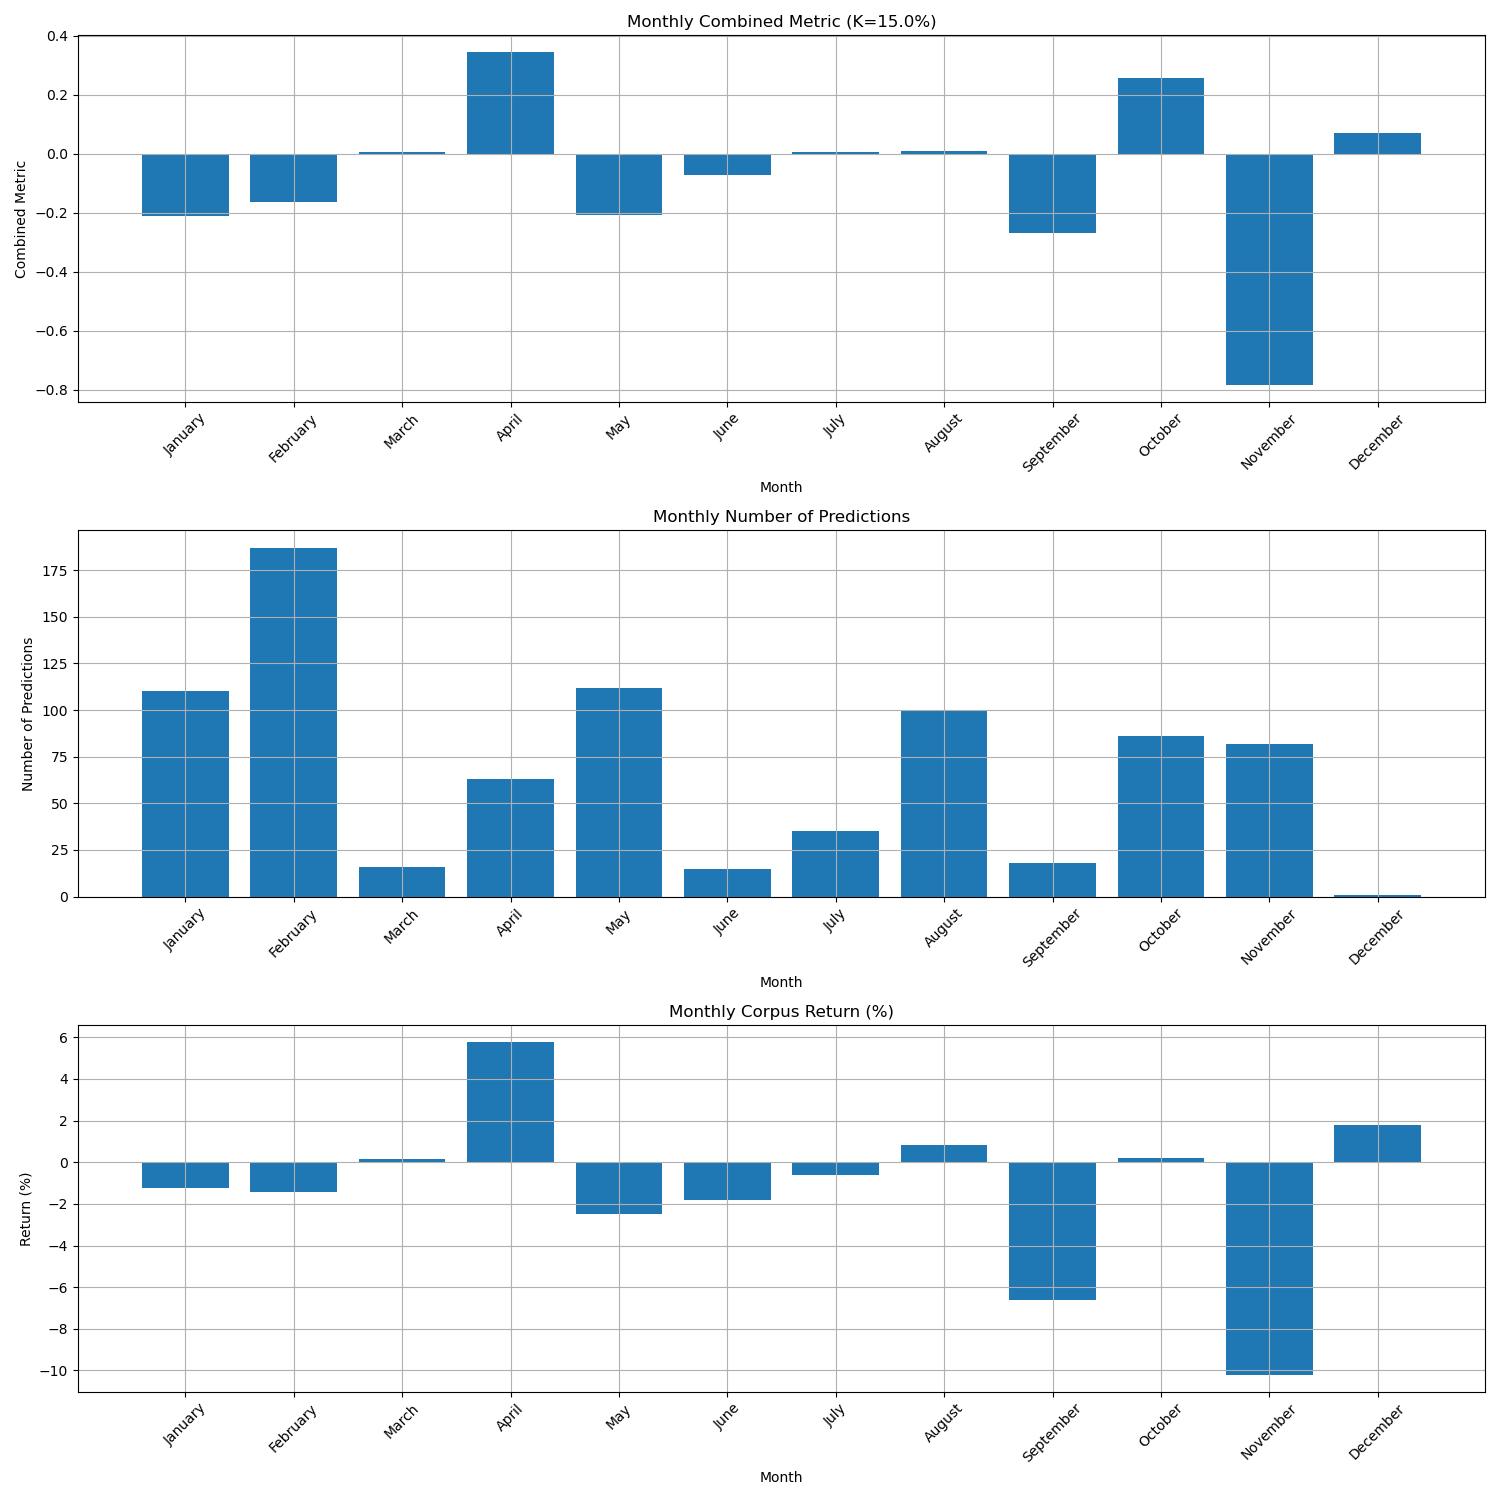 Monthly Combined Metric (K=15.0%)
0.4
0.2
0.0
−0.2
−0.4
−0.6
−0.8
Combined Metric
January February March April May June July August September October November December
Month
Monthly Number of Predictions
175
150
125
100
75
50
25
0
Number of Predictions
January February March April May June July August September October November December
Month
Monthly Corpus Return (%)
6
4
2
0
−2
−4
−6
−8
−10
Return (%)
January February March April May June July August September October November December
Month